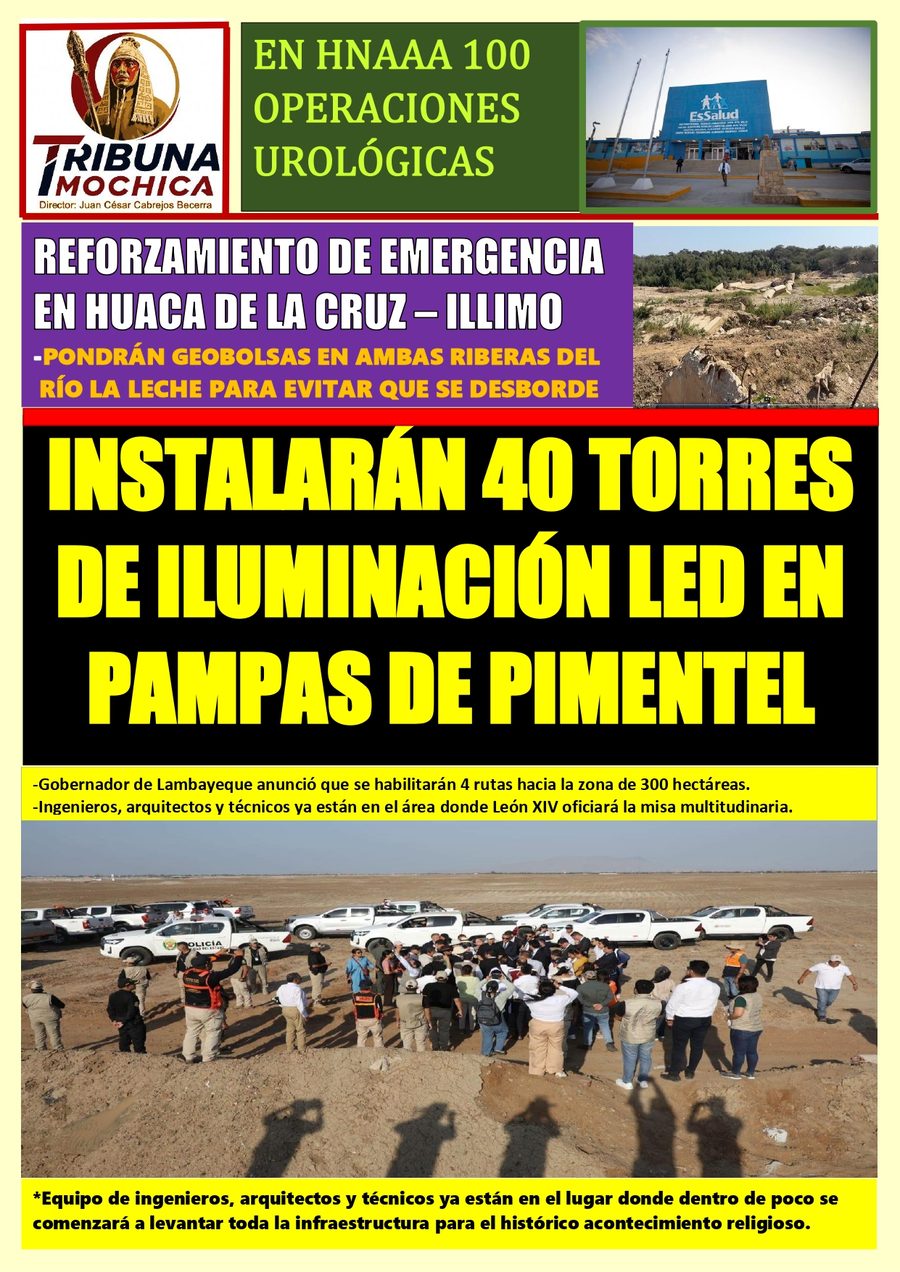 TRIBUNA
MOCHICA
Director: Juan César Cabrejos Becerra
EN HNAAA 100
OPERACIONES
UROLÓGICAS
EsSalud
REFORZAMIENTO DE EMERGENCIA
EN HUACA DE LA CRUZ – ILLIMO
-PONDRÁN GEOBOLSAS EN AMBAS RIBERAS DEL
RÍO LA LECHE PARA EVITAR QUE SE DESBORDE
INSTALARÁN 40 TORRES
DE ILUMINACIÓN LED EN
PAMPAS DE PIMENTEL
-Gobernador de Lambayeque anunció que se habilitarán 4 rutas hacia la zona de 300 hectáreas.
-Ingenieros, arquitectos y técnicos ya están en el área donde León XIV oficiará la misa multitudinaria.
POLICÍA
*Equipo de ingenieros, arquitectos y técnicos ya están en el lugar donde dentro de poco se
comenzará a levantar toda la infraestructura para el histórico acontecimiento religioso.